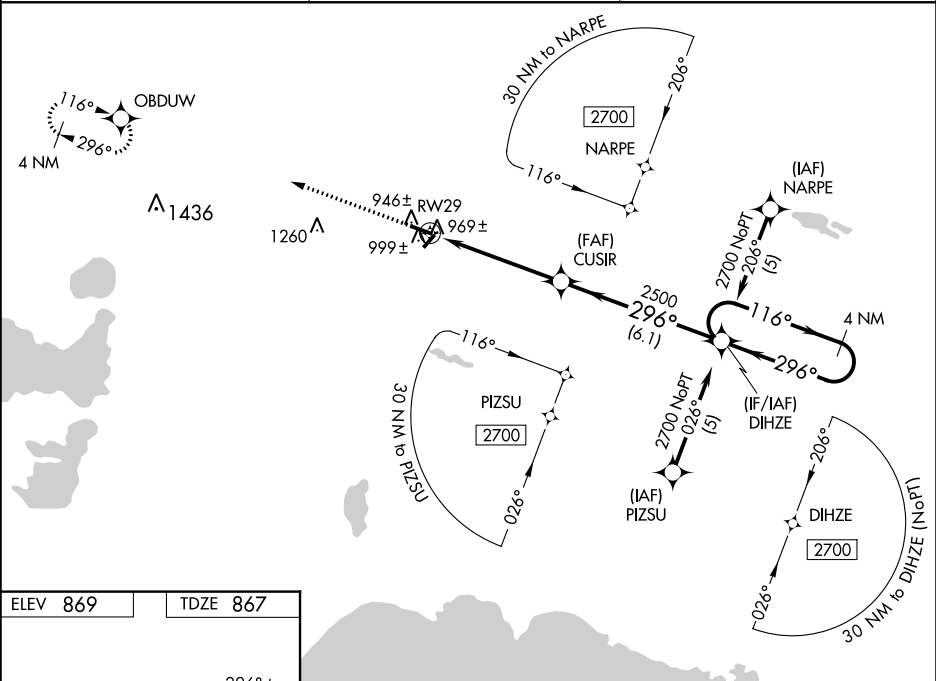 30 NM to NARPE
206°
2700
NARPE
116°
116°
OBDUW
296°
4 NM
1436
1260
946±
RW29
969±
999±
(FAF)
CUSIR
(IAF)
NARPE
2700 NoPT
206°
(5)
2500
296°
(6.1)
116°
4 NM
296°
(IF/IAF)
DIHZE
116°
PIZSU
2700
30 NM to PIZSU
026°
2700 NoPT
026°
(5)
(IAF)
PIZSU
206°
DIHZE
2700
026°
30 NM to DIHZE (NoPT)
ELEV 869
TDZE 867